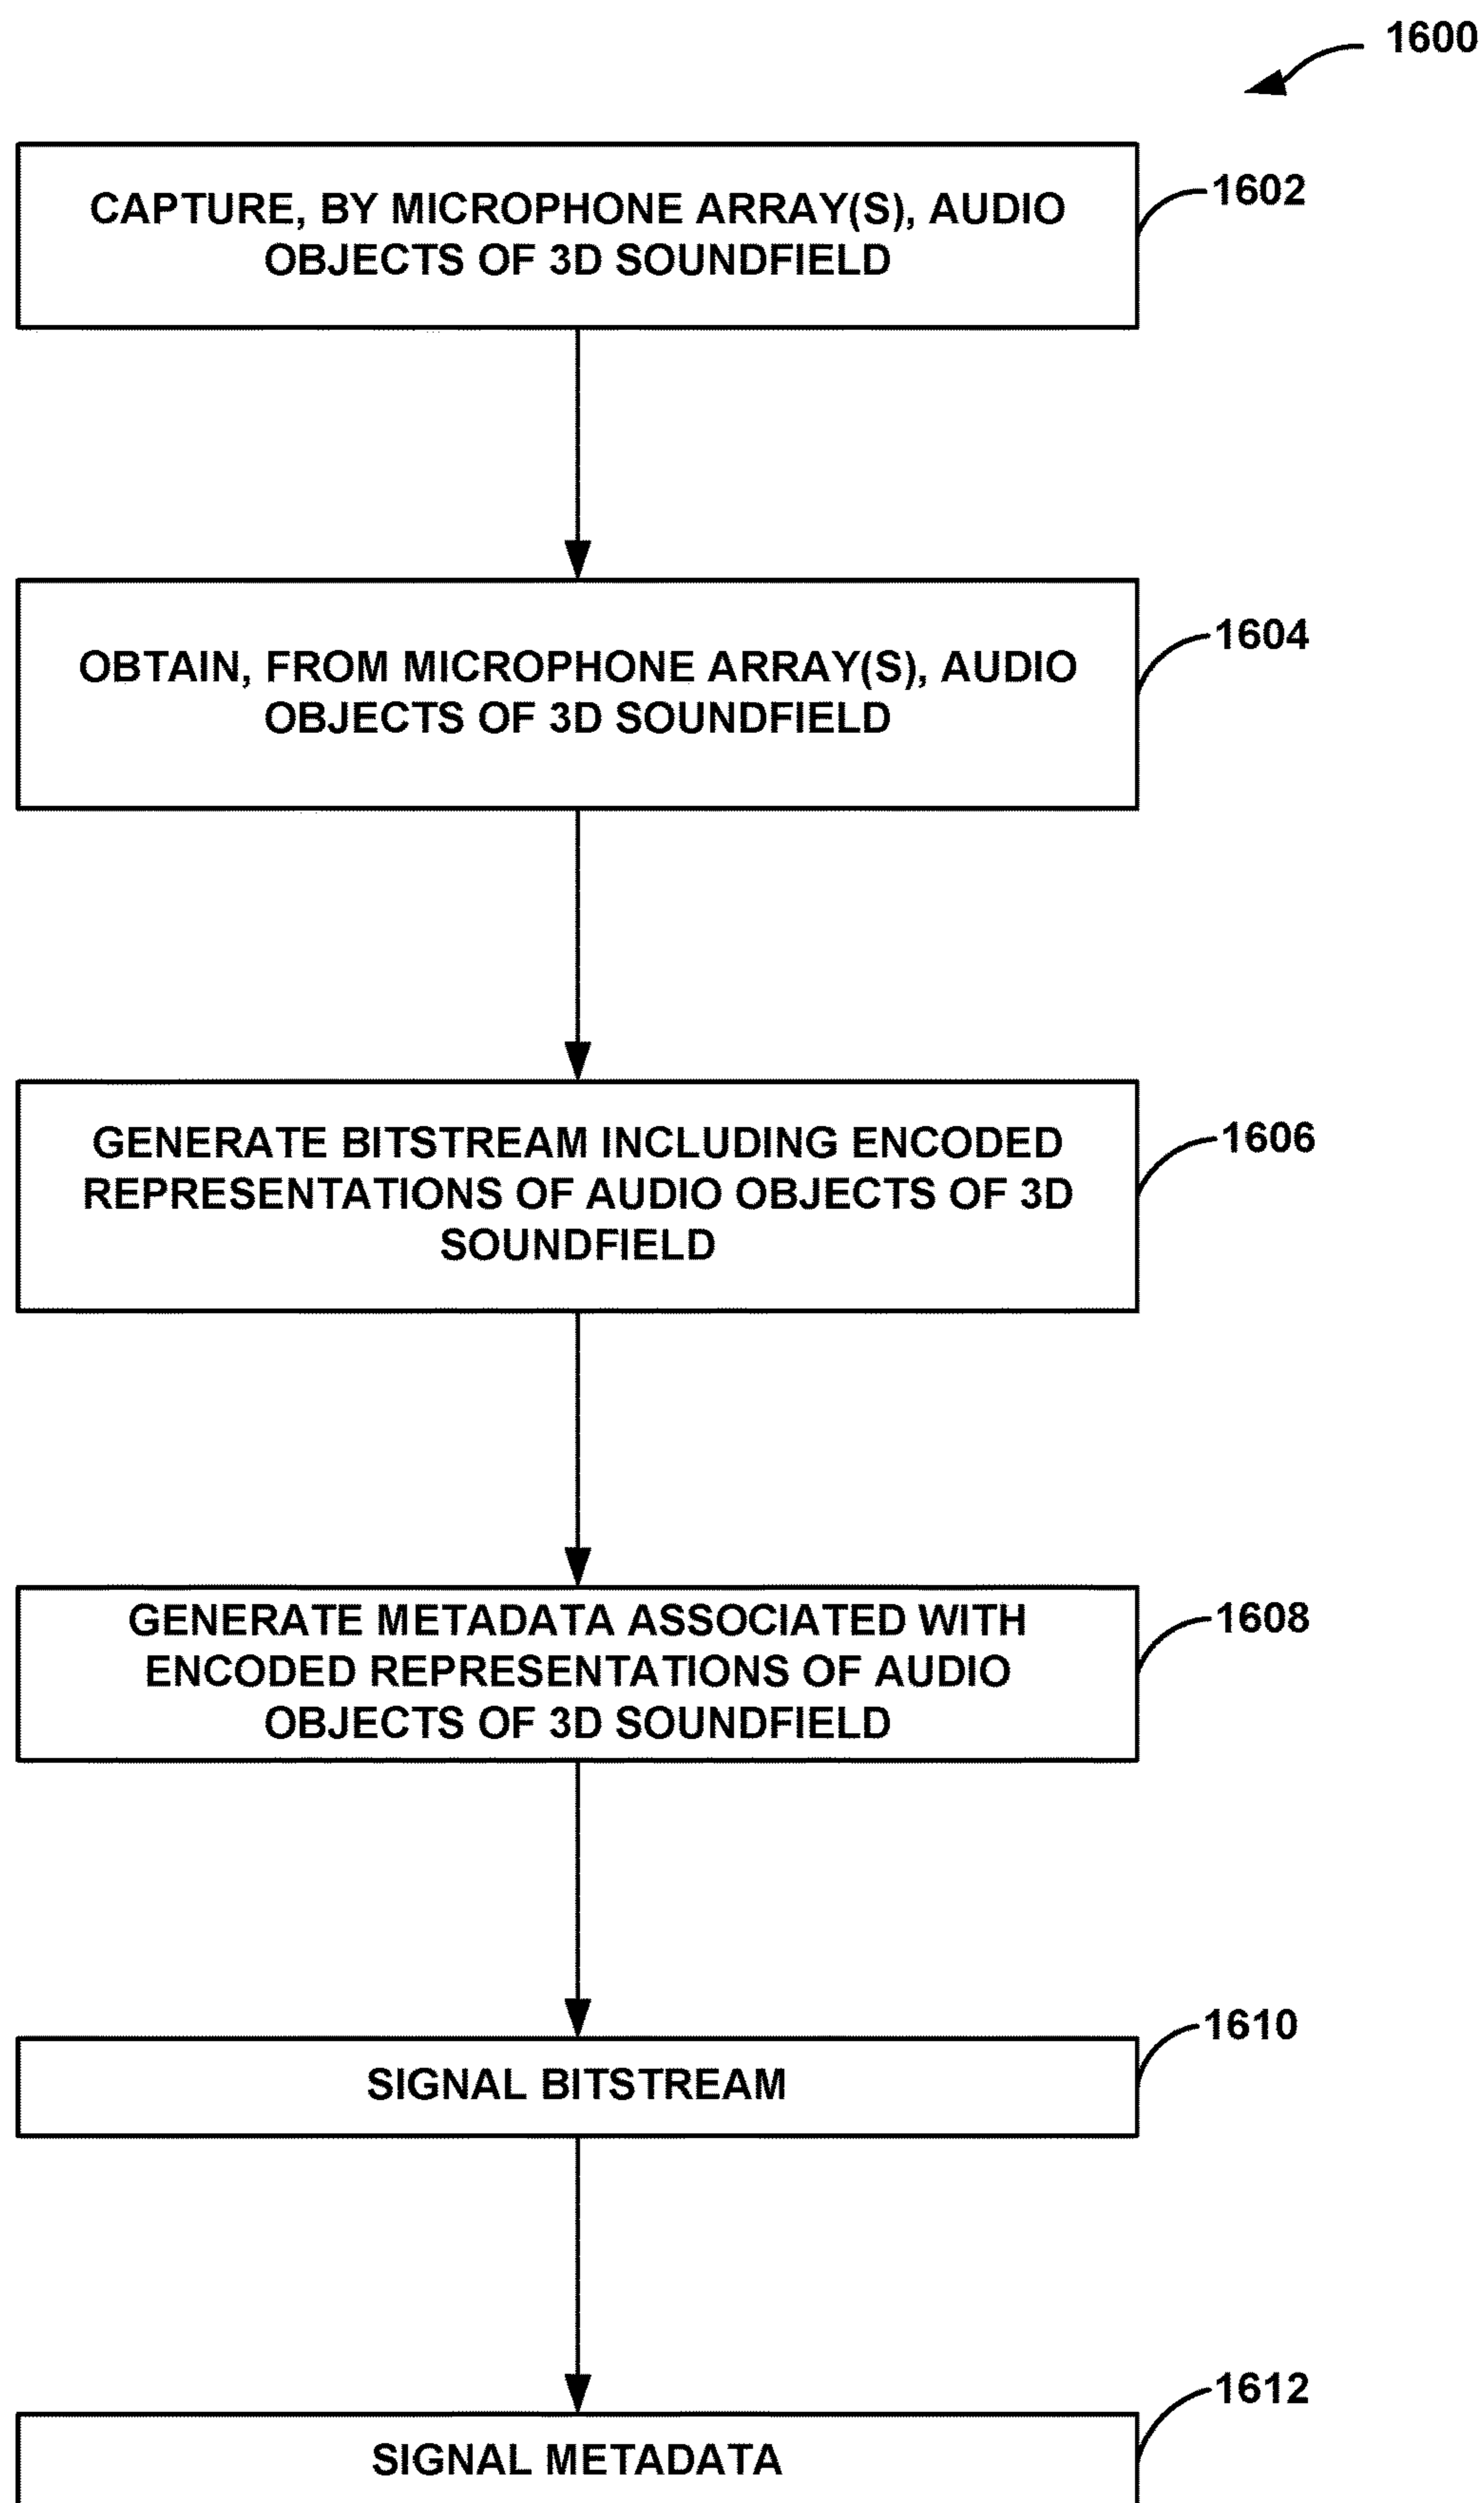 1600
CAPTURE, BY MICROPHONE ARRAY(S), AUDIO
OBJECTS OF 3D SOUNDFIELD
1602
OBTAIN, FROM MICROPHONE ARRAY(S), AUDIO
OBJECTS OF 3D SOUNDFIELD
1604
GENERATE BITSTREAM INCLUDING ENCODED
REPRESENTATIONS OF AUDIO OBJECTS OF 3D
SOUNDFIELD
1606
GENERATE METADATA ASSOCIATED WITH
ENCODED REPRESENTATIONS OF AUDIO
OBJECTS OF 3D SOUNDFIELD
1608
SIGNAL BITSTREAM
1610
SIGNAL METADATA
1612